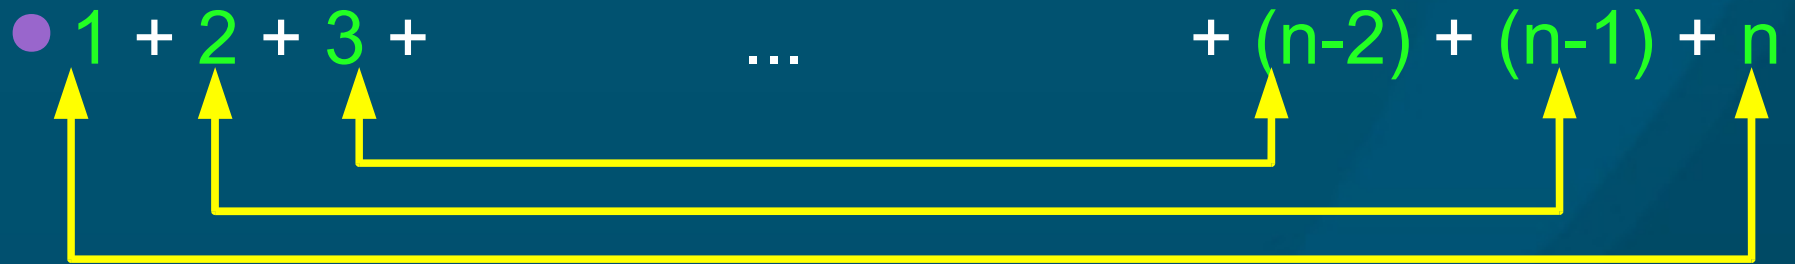 1 + 2 + 3 + ... + (n-2) + (n-1) + n